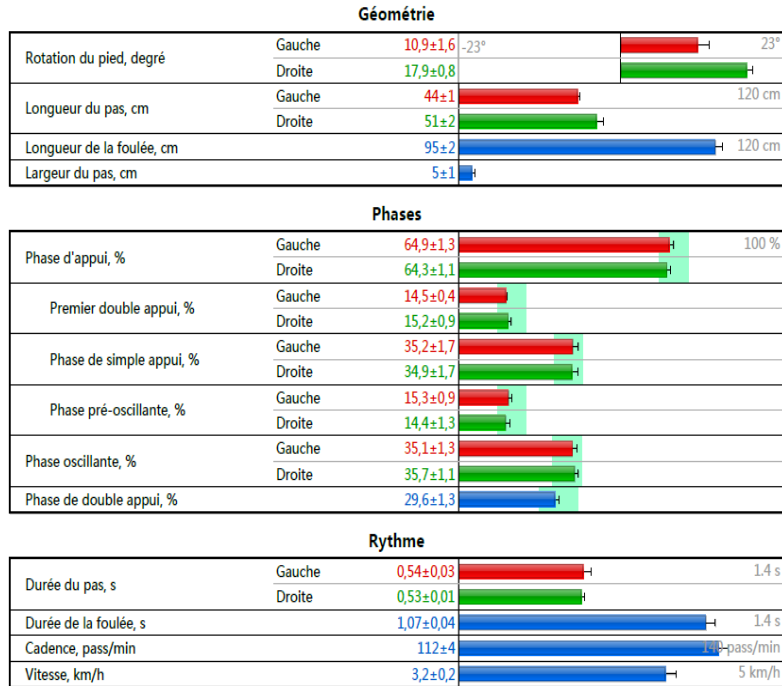 Géométrie
Rotation du pied, degré Gauche 10,9±1,6 -23° 23°
Droite 17,9±0,8
Longueur du pas, cm Gauche 44±1 120 cm
Droite 51±2
Longueur de la foulée, cm 95±2 120 cm
Largeur du pas, cm 5±1
Phases
Phase d'appui, % Gauche 64,9±1,3 100 %
Droite 64,3±1,1
Premier double appui, % Gauche 14,5±0,4
Droite 15,2±0,9
Phase de simple appui, % Gauche 35,2±1,7
Droite 34,9±1,7
Phase pré-oscillante, % Gauche 15,3±0,9
Droite 14,4±1,3
Phase oscillante, % Gauche 35,1±1,3
Droite 35,7±1,1
Phase de double appui, % 29,6±1,3
Rythme
Durée du pas, s Gauche 0,54±0,03 1.4 s
Droite 0,53±0,01
Durée de la foulée, s 1,07±0,04 1.4 s
Cadence, pass/min 112±4 140 pass/min
Vitesse, km/h 3,2±0,2 5 km/h